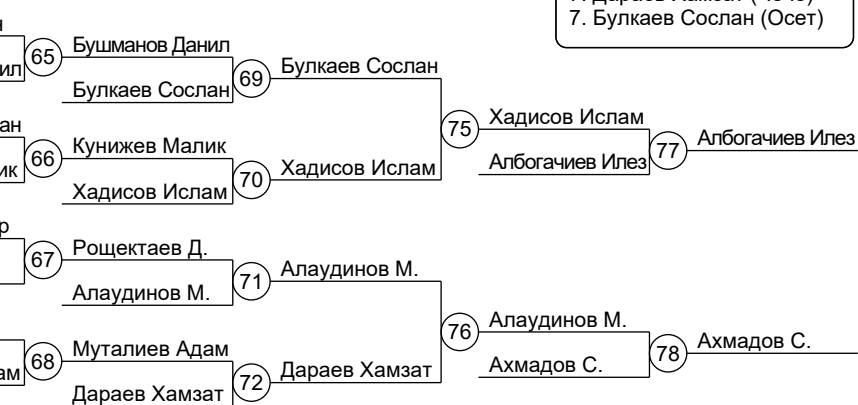 7. Булкаев Сослан (Осет)
65
Бушманов Данил
Булкаев Сослан
69
Булкаев Сослан
ан
66
Кунижев Малик
Хадисов Ислам
70
Хадисов Ислам
75
Хадисов Ислам
Албогачиев Илез
77
Албогачиев Илез
67
Рощектаев Д.
Алаудинов М.
71
Алаудинов М.
68
Муталиев Адам
Дараев Хамзат
72
Дараев Хамзат
76
Алаудинов М.
Ахмадов С.
78
Ахмадов С.